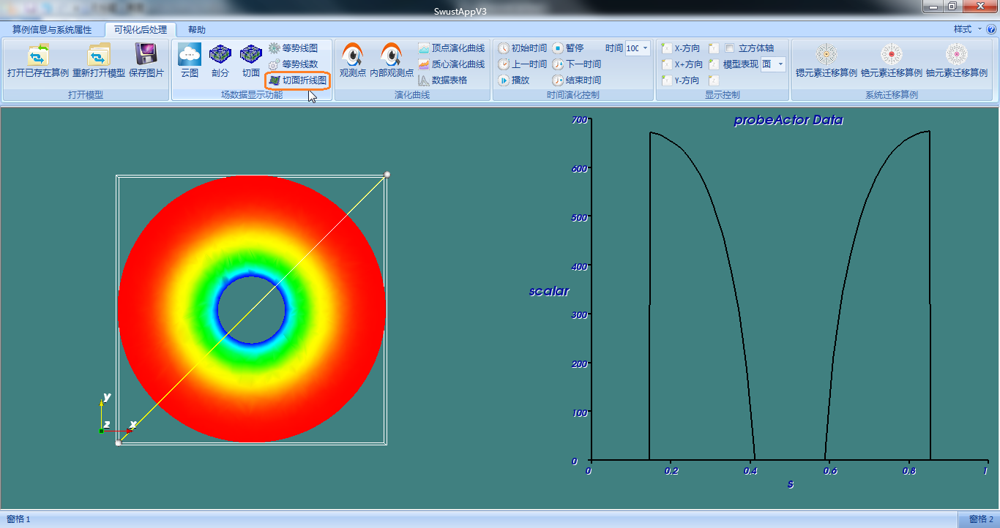 SwustAppV3
算例信息与系统属性 可视化后处理 帮助 样式
打开已存在算例 重新打开模型 保存图片
打开模型
云图 剖分 切面 等势线图
等势线数
切面折线图
场数据显示功能
观测点 内部观测点 顶点演化曲线
质心演化曲线
数据表格
演化曲线
初始时间 暂停 时间 10C
上一时间 下一时间
播放 结束时间
时间演化控制
X-方向 立方体轴
X+方向 模型表现 面
Y-方向
显示控制
锶元素迁移算例 铯元素迁移算例 铀元素迁移算例
系统迁移算例
y
z x
probeActor Data
700
600
500
400
scalar
300
200
100
0
0 0.2 0.4 0.6 0.8 1
s
窗格 1 窗格 2